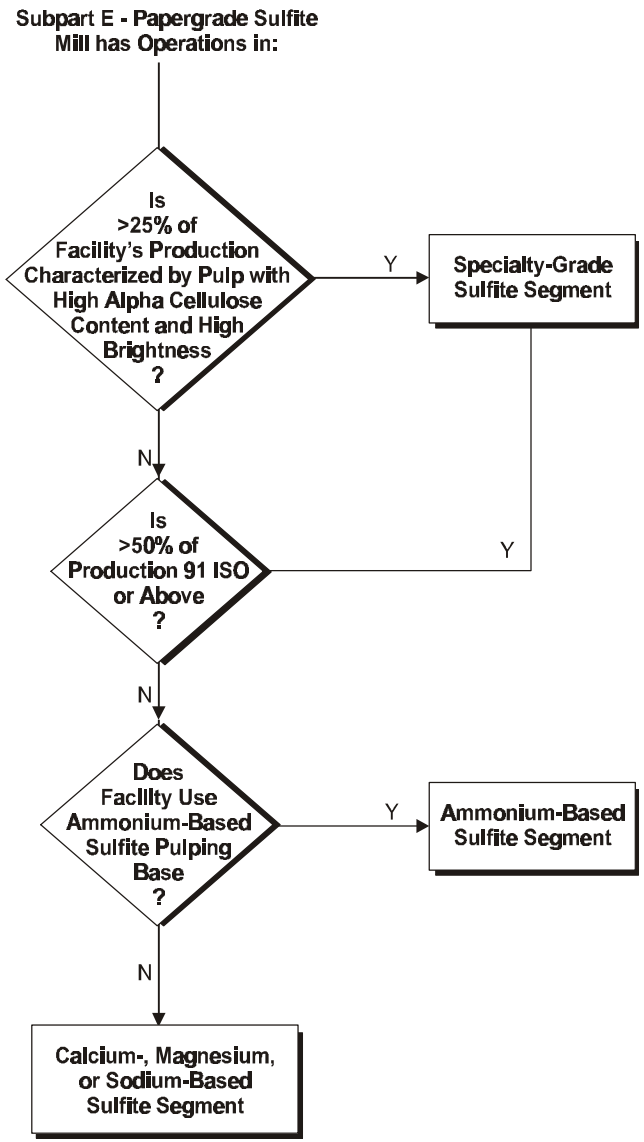 Subpart E - Papergrade Sulfite
Mill has Operations in:
Is
>25% of
Facility's Production
Characterized by Pulp with
High Alpha Cellulose
Content and High
Brightness
?
Y
Specialty-Grade
Sulfite Segment
N
Is
>50% of
Production 91 ISO
or Above
?
Y
N
Does
Facility Use
Ammonium-Based
Sulfite Pulping
Base
?
Y
Ammonium-Based
Sulfite Segment
N
Calcium-, Magnesium,
or Sodium-Based
Sulfite Segment